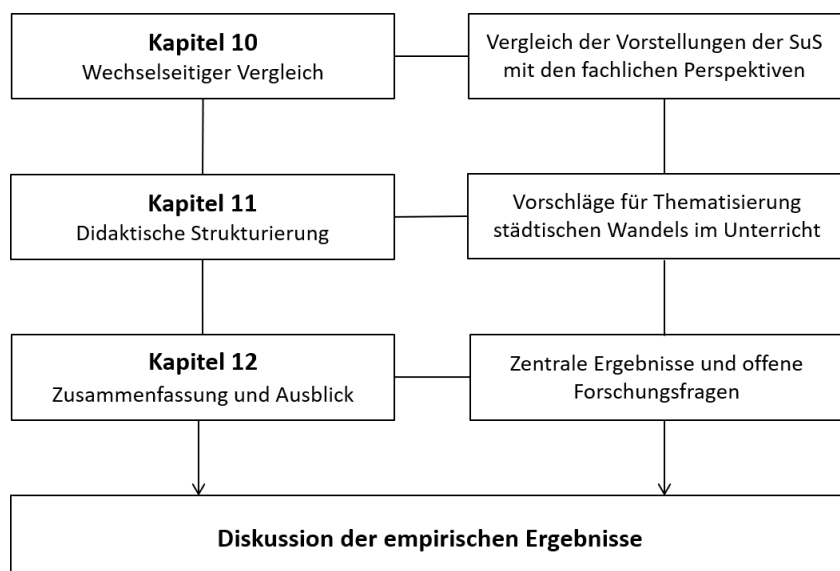 Kapitel 10
Wechselseitiger Vergleich
Vergleich der Vorstellungen der SuS
mit den fachlichen Perspektiven
Kapitel 11
Didaktische Strukturierung
Vorschläge für Thematisierung
städtischen Wandels im Unterricht
Kapitel 12
Zusammenfassung und Ausblick
Zentrale Ergebnisse und offene
Forschungsfragen
Diskussion der empirischen Ergebnisse